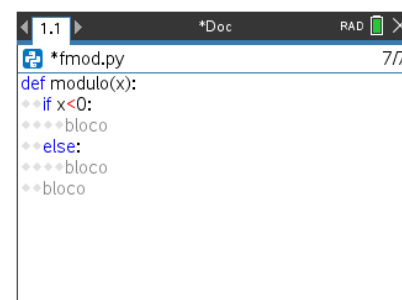 1.1 *Doc RAD
*fmod.py 7/7
def modulo(x):
if x<0:
bloco
else:
bloco
bloco